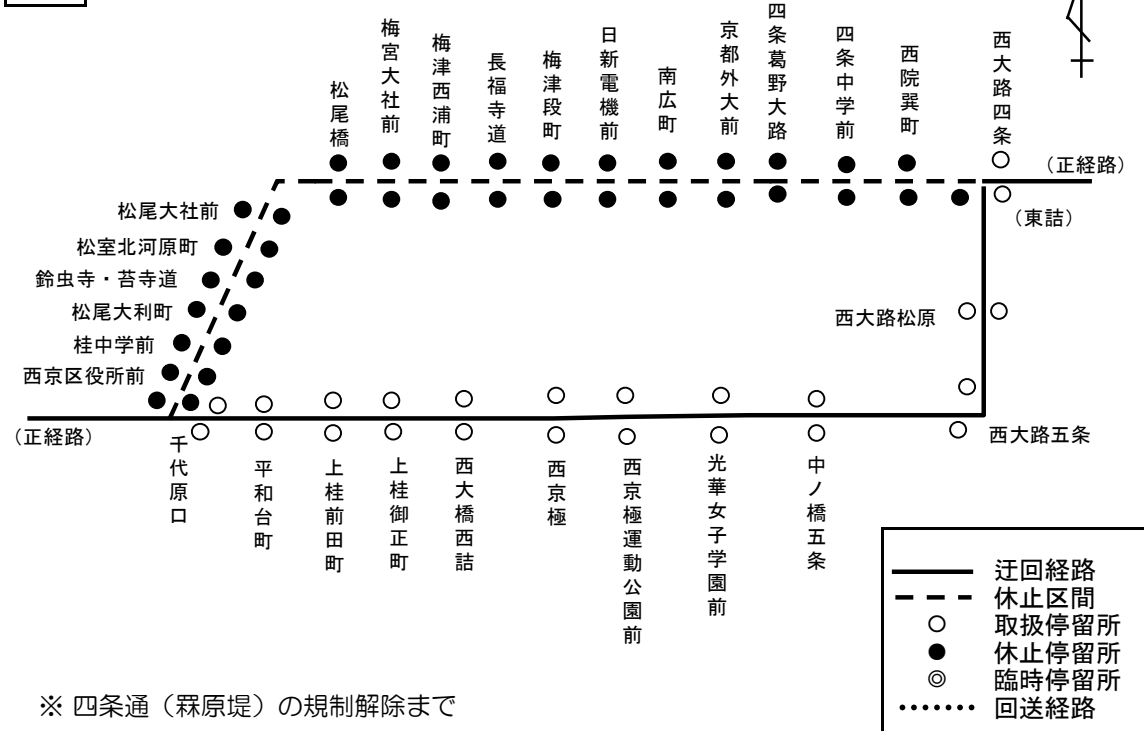 松尾橋
梅宮大社前
梅津西浦町
長福寺道
梅津段町
日新電機前
南広町
京都外大前
四条葛野大路
四条中学前
西院巽町
西大路四条
(正経路)
(東詰)
松尾大社前
松室北河原町
鈴虫寺・苔寺道
松尾大利町
桂中学前
西京区役所前
西大路松原
(正経路)
西大路五条
千代原口
平和台町
上桂前田町
上桂御正町
西大橋西詰
西京極
西京極運動公園前
光華女子学園前
中ノ橋五条
迂回経路
休止区間
取扱停留所
休止停留所
臨時停留所
回送経路
※ 四条通(罧原堤)の規制解除まで